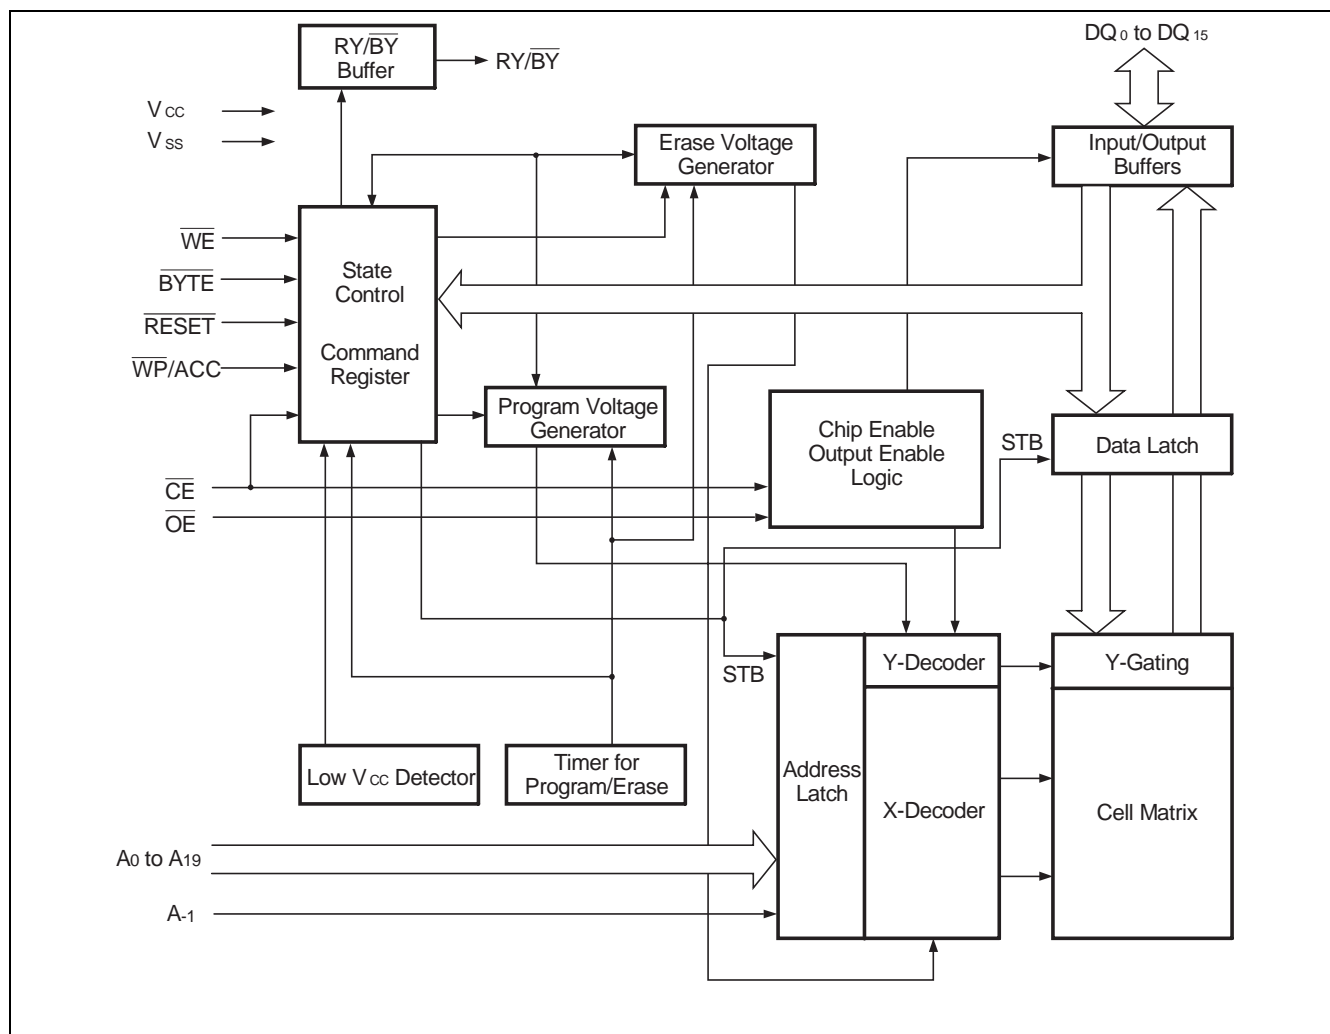 RY/BY
Buffer
RY/BY
DQ0 to DQ15
VCC
VSS
Erase Voltage
Generator
Input/Output
Buffers
WE
BYTE
RESET
WP/ACC
State
Control
Command
Register
Program Voltage
Generator
Chip Enable
Output Enable
Logic
STB
Data Latch
CE
OE
STB
Y-Decoder
Y-Gating
Low VCC Detector
Timer for
Program/Erase
Address
Latch
X-Decoder
Cell Matrix
A0 to A19
A-1